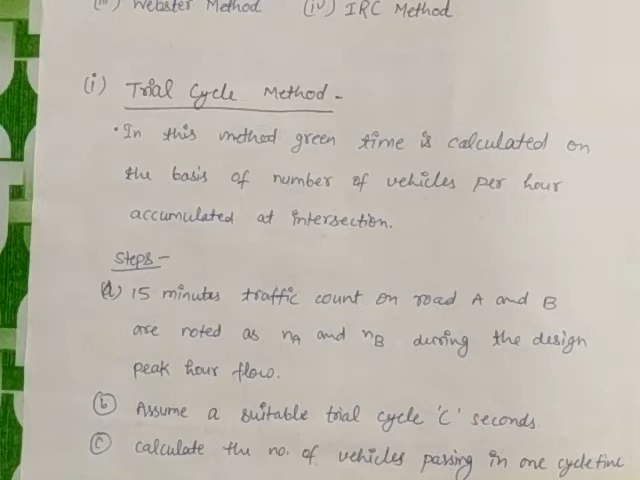 (iii) Webster Method (iv) IRC Method
(i) Trial Cycle Method -
• In this method green time is calculated on
the basis of number of vehicles per hour
accumulated at intersection.
Steps -
(a) 15 minutes traffic count on road A and B
are noted as nA and nB during the design
peak hour flow.
(b) Assume a suitable trial cycle 'C' seconds
(c) calculate the no. of vehicles passing in one cycle time